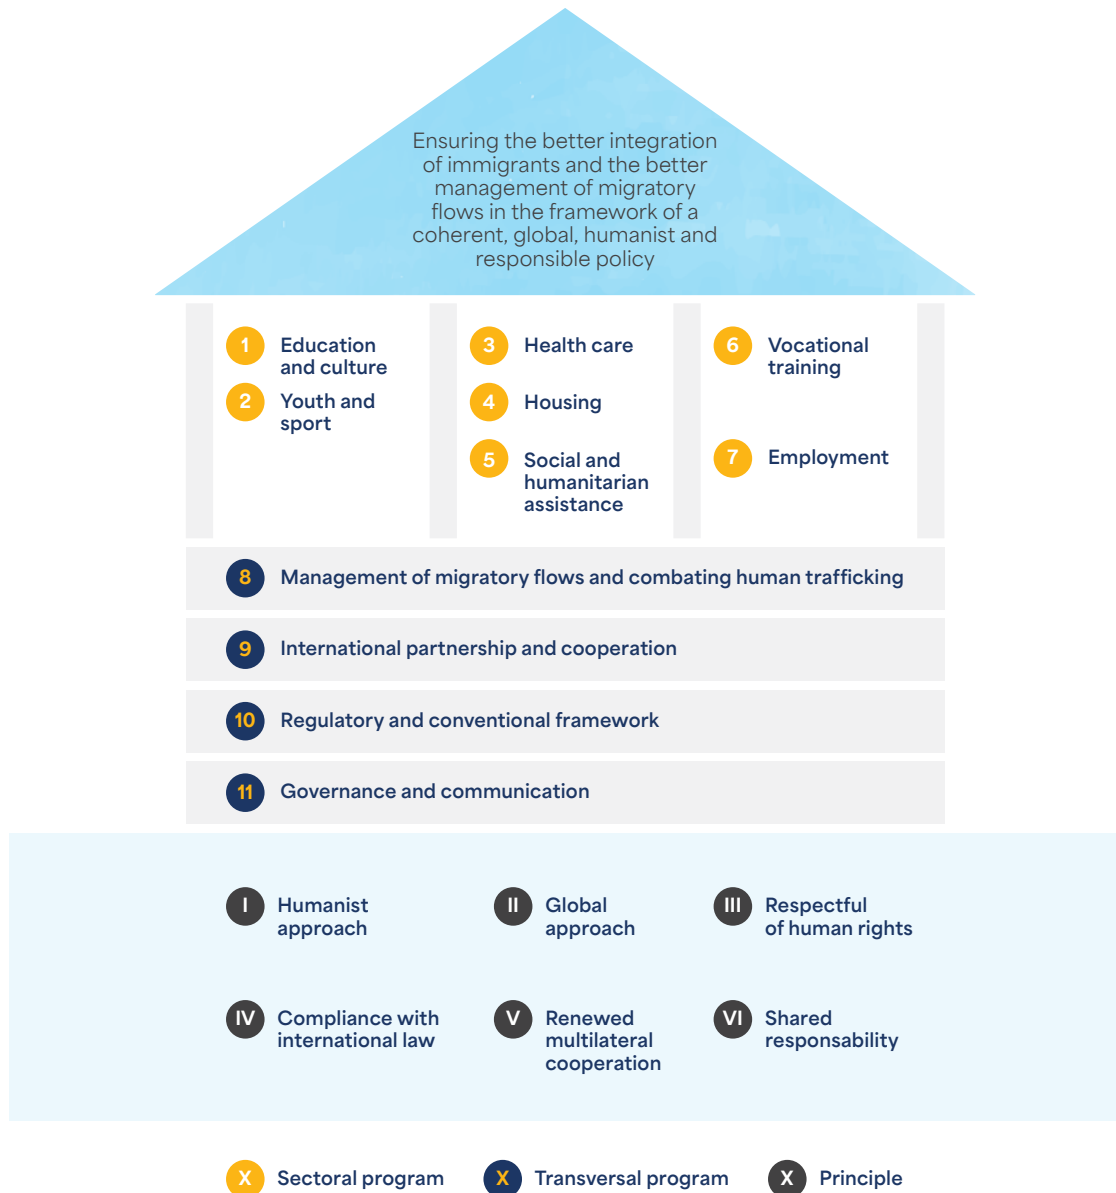 Ensuring the better integration
of immigrants and the better
management of migratory
flows in the framework of a
coherent, global, humanist and
responsible policy
1 Education
and culture
2 Youth and
sport
3 Health care
4 Housing
5 Social and
humanitarian
assistance
6 Vocational
training
7 Employment
8 Management of migratory flows and combating human trafficking
9 International partnership and cooperation
10 Regulatory and conventional framework
11 Governance and communication
I Humanist
approach
II Global
approach
III Respectful
of human rights
IV Compliance with
international law
V Renewed
multilateral
cooperation
VI Shared
responsability
X Sectoral program
X Transversal program
X Principle